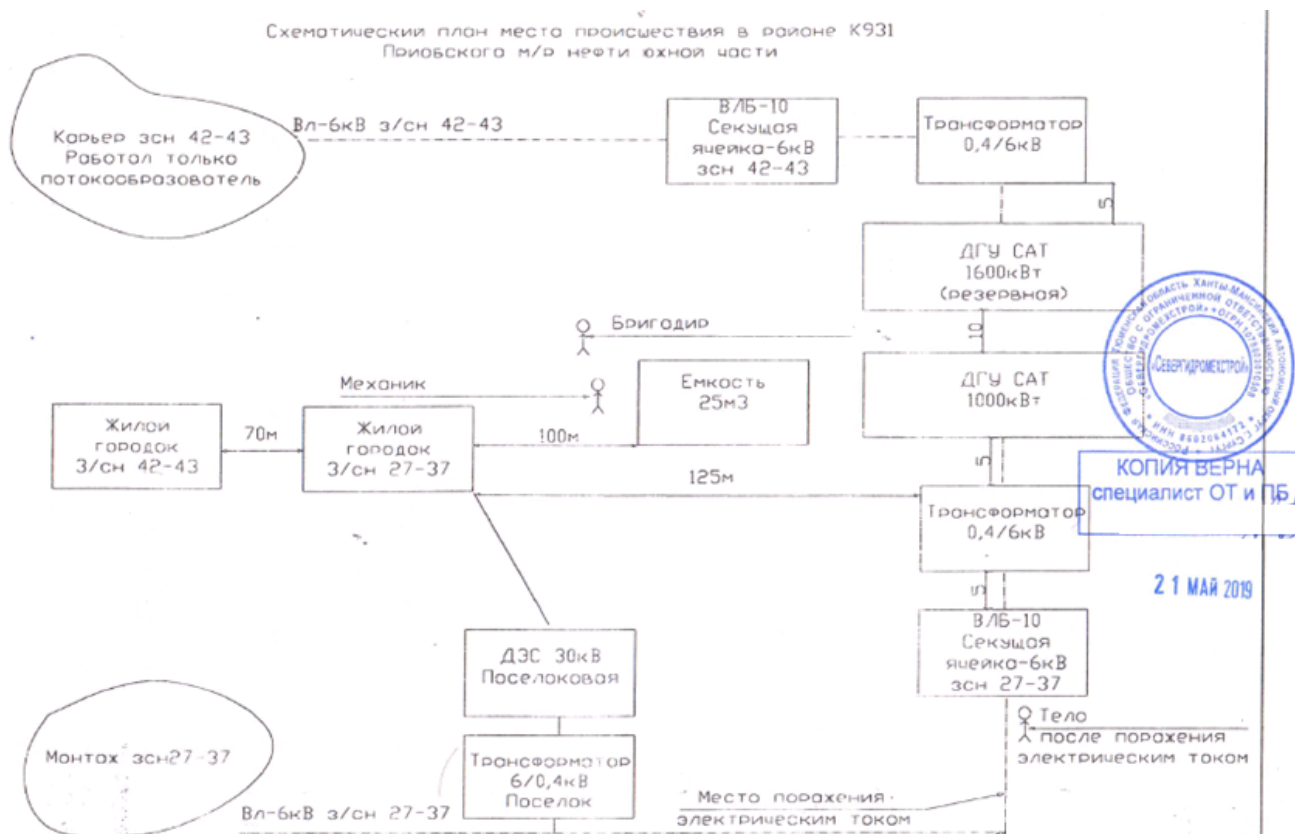 Схематический план места происшествия в районе К931
Приобского м/р нефти южной части
Карьер зсн 42-43
Работал только
потокообразователь
Вл-6кВ з/сн 42-43
ВЛБ-10
Секущая
ячейка-6кВ
зсн 42-43
Трансформатор
0,4/6кВ
5
ДГУ САТ
1600кВт
(резервная)
10
Бригадир
ДГУ САТ
1000кВт
Механик
Емкость
25м3
Жилой
городок
З/сн 42-43
70м
Жилой
городок
З/сн 27-37
100м
125м
5
Трансформатор
0,4/6кВ
5
ВЛБ-10
Секущая
ячейка-6кВ
зсн 27-37
ДЭС 30кВ
Поселоковая
Тело
после поражения
электрическим током
Монтаж зсн27-37
Трансформатор
6/0,4кВ
Поселок
Вл-6кВ з/сн 27-37
Место поражения
электрическим током
«СЕВЕРГИДРОМЕХСТРОЙ»
ОБЩЕСТВО С ОГРАНИЧЕННОЙ ОТВЕТСТВЕННОСТЬЮ
КОПИЯ ВЕРНА
специалист ОТ и ПБ
21 МАЙ 2019